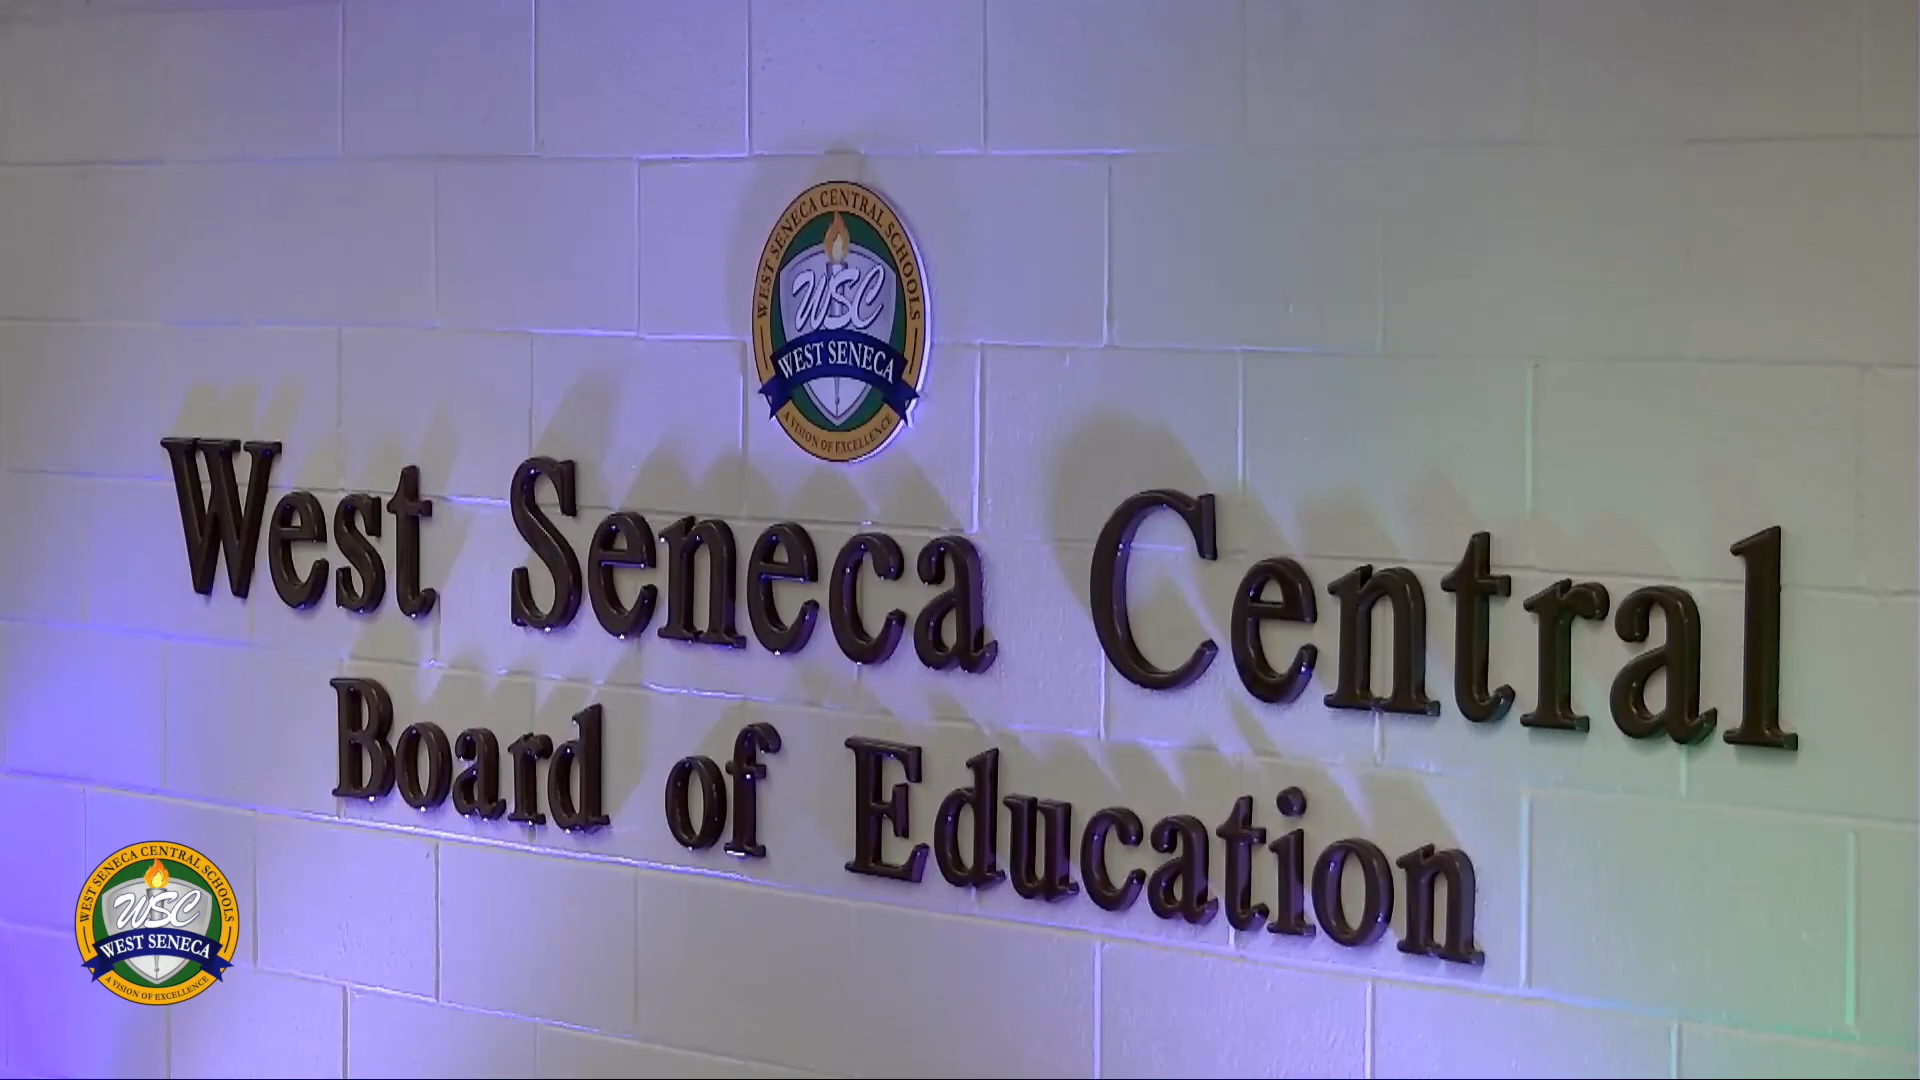 WEST SENECA CENTRAL SCHOOLS
WSC
WEST SENECA
A VISION OF EXCELLENCE
West Seneca Central
Board of Education
WEST SENECA CENTRAL SCHOOLS
WSC
WEST SENECA
A VISION OF EXCELLENCE